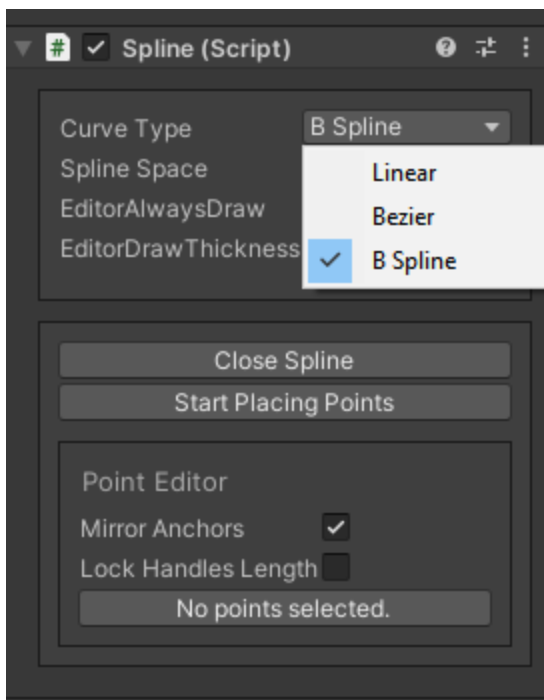 # Spline (Script)
Curve Type B Spline
Linear
Spline Space
Bezier
EditorAlwaysDraw
B Spline
EditorDrawThickness
Close Spline
Start Placing Points
Point Editor
Mirror Anchors
Lock Handles Length
No points selected.